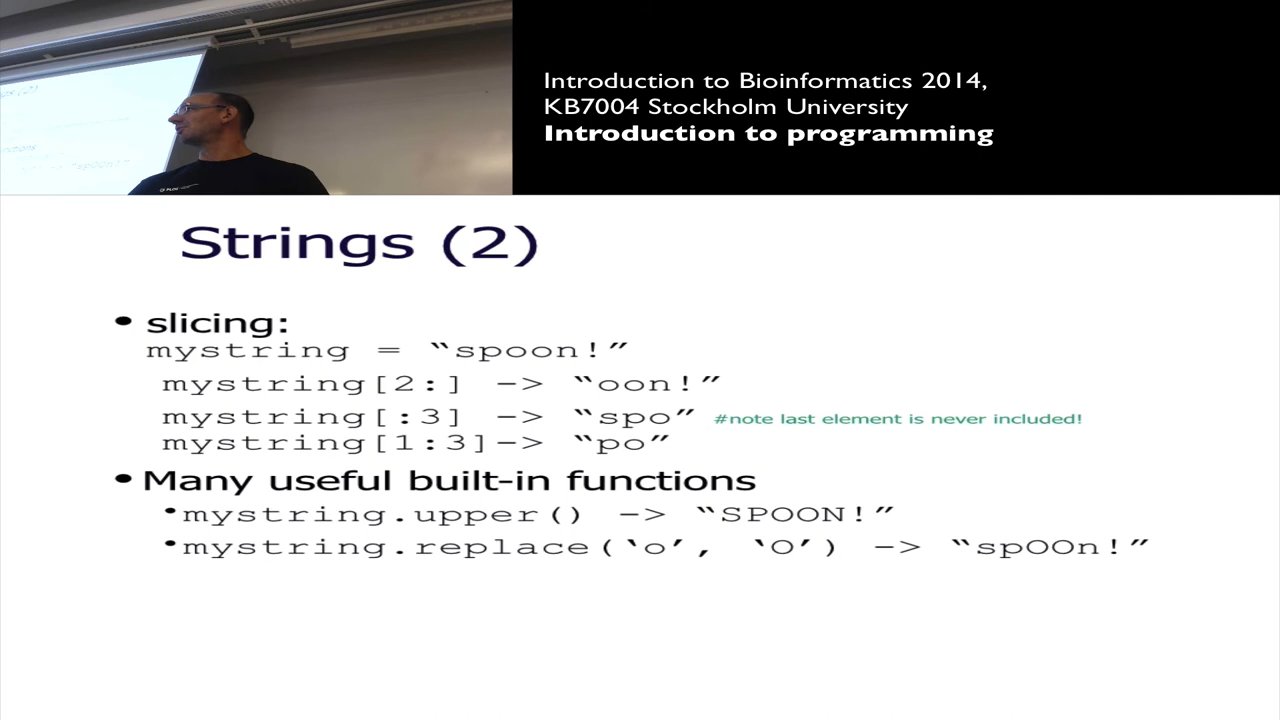 Introduction to Bioinformatics 2014,
KB7004 Stockholm University
Introduction to programming
Strings (2)
• slicing:
mystring = “spoon!”
mystring[2:] -> “oon!”
mystring[:3] -> “spo” #note last element is never included!
mystring[1:3]-> “po”
• Many useful built-in functions
•mystring.upper() -> “SPOON!”
•mystring.replace(‘o’, ‘O’) -> “spOOn!”